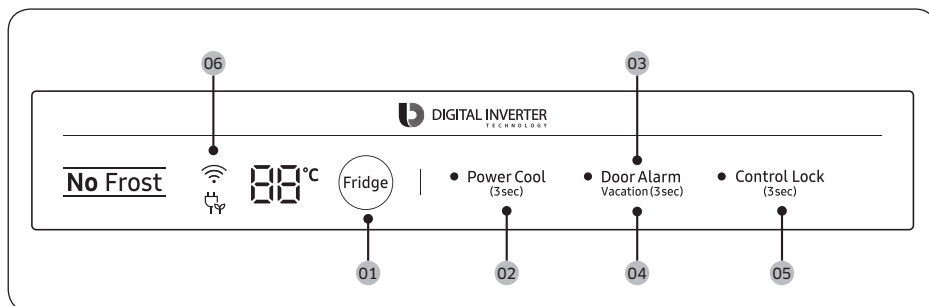 06
03
DIGITAL INVERTER
TECHNOLOGY
No Frost
88°C
Fridge
Power Cool
(3sec)
Door Alarm
Vacation (3sec)
Control Lock
(3sec)
01
02
04
05